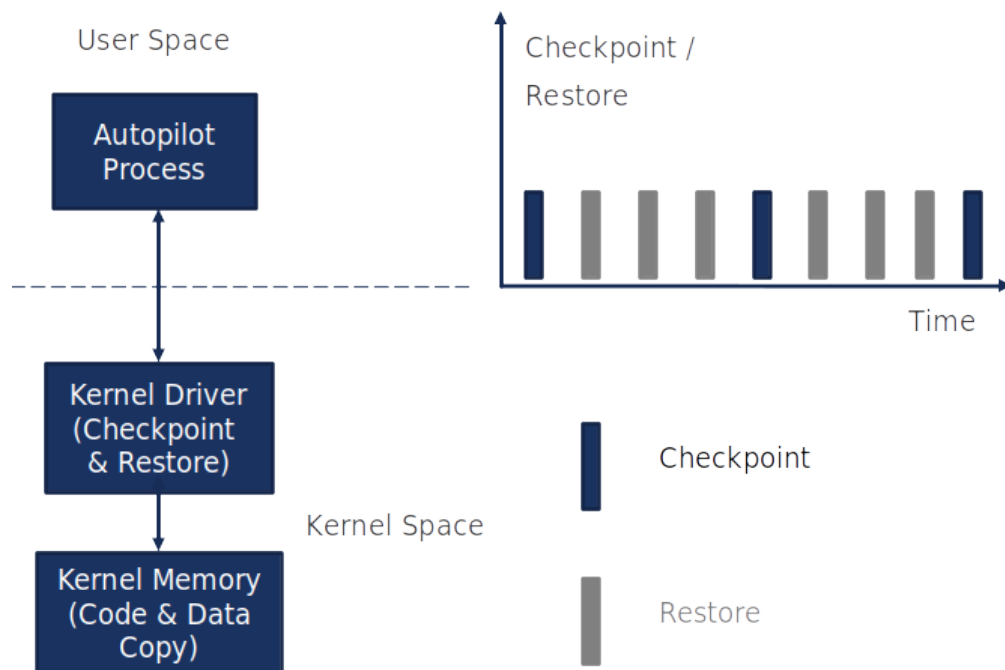 User Space
Autopilot
Process
Kernel Driver
(Checkpoint
& Restore)
Kernel Space
Kernel Memory
(Code & Data
Copy)
Checkpoint /
Restore
Time
Checkpoint
Restore